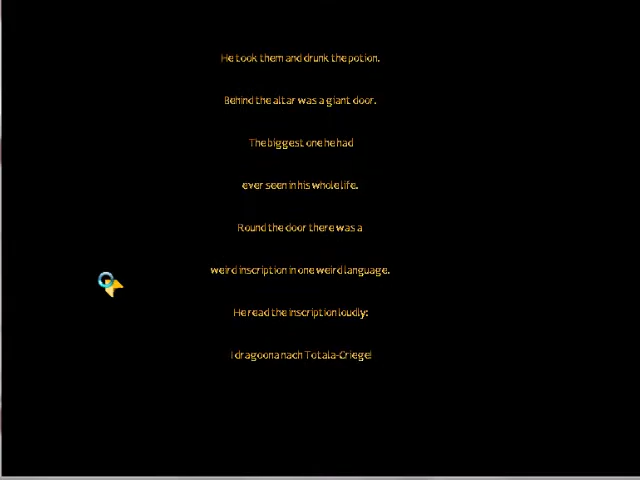 He took them and drunk the potion.
Behind the altar was a giant door.
The biggest one he had
ever seen in his whole life.
Round the door there was a
weird inscription in one weird language.
He read the inscription loudly:
I dragoona nach Totala-Criege!